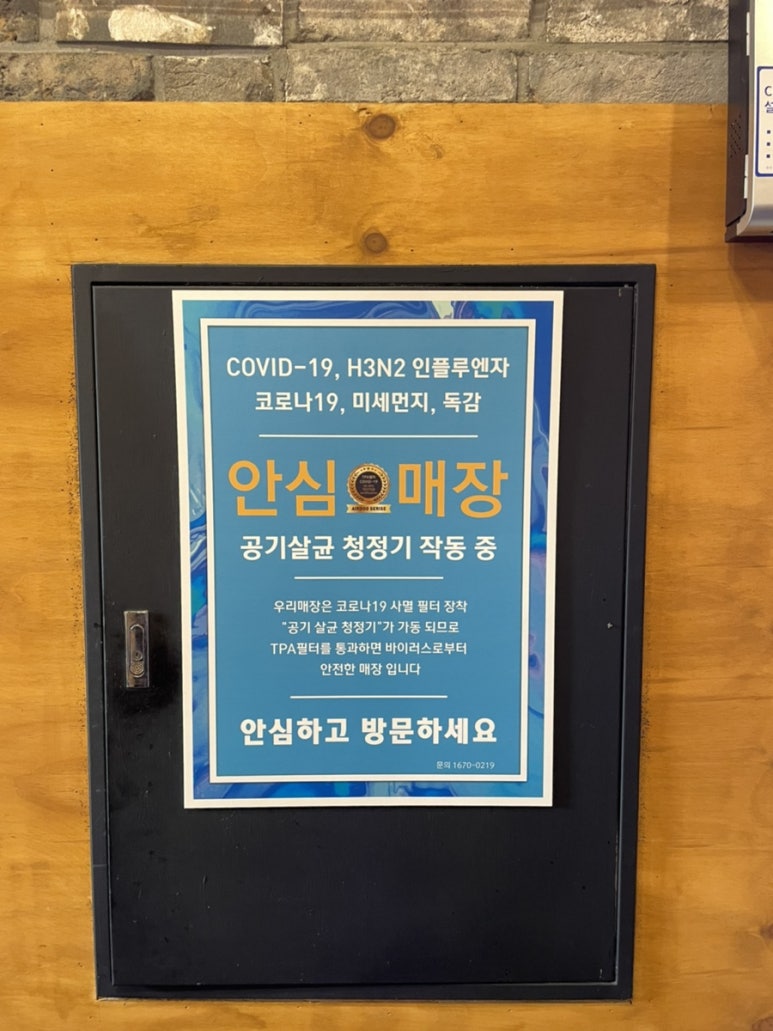 COVID-19, H3N2 인플루엔자
코로나19, 미세먼지, 독감
안심 매장
AIRDOG SERISE
공기살균 청정기 작동 중
우리매장은 코로나19 사멸 필터 장착
"공기 살균 청정기"가 가동 되므로
TPA필터를 통과하면 바이러스로부터
안전한 매장 입니다
안심하고 방문하세요
문의 1670-0219